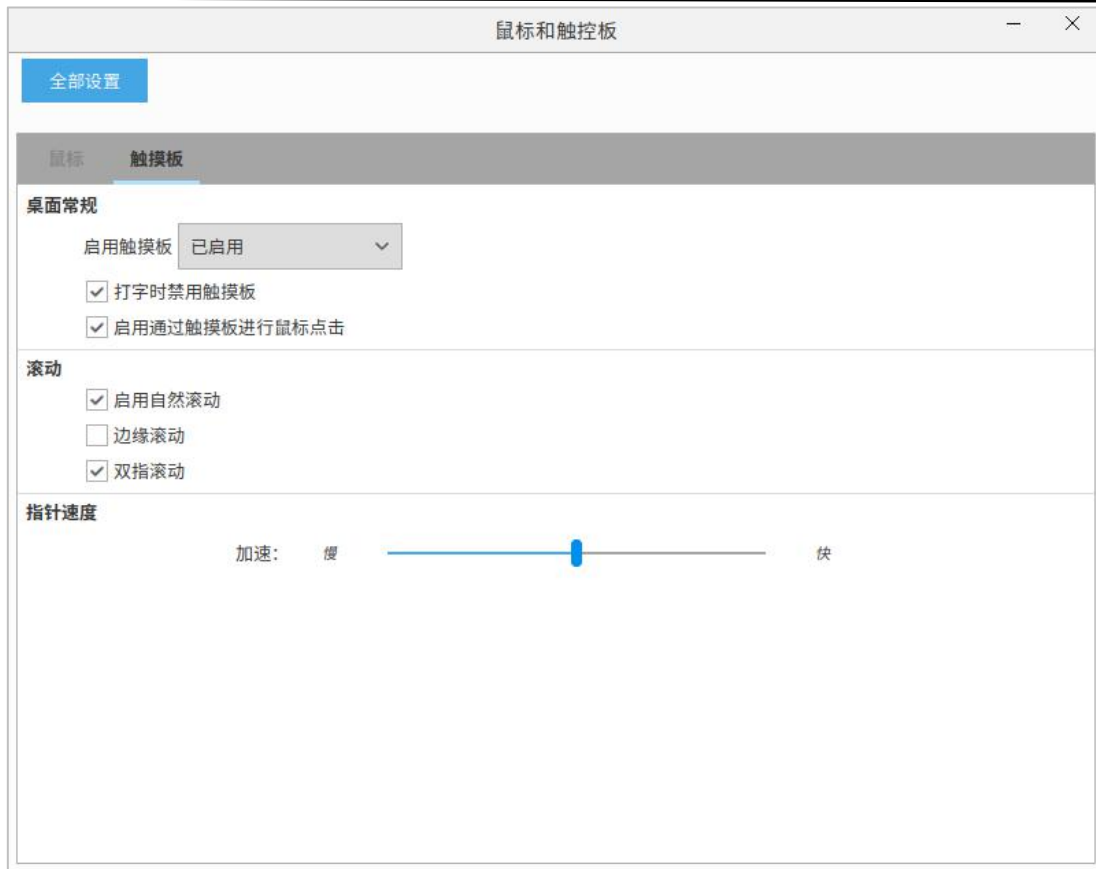 鼠标和触控板
全部设置
鼠标 触摸板
桌面常规
启用触摸板 已启用
打字时禁用触摸板
启用通过触摸板进行鼠标点击
滚动
启用自然滚动
边缘滚动
双指滚动
指针速度
加速： 慢 快